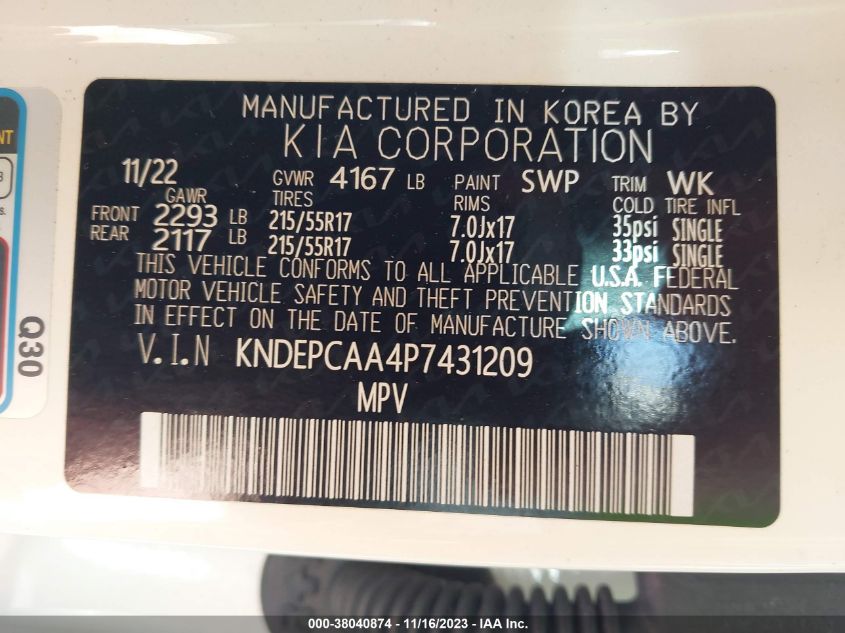 MANUFACTURED IN KOREA BY
KIA CORPORATION
11/22 GVWR 4167 LB PAINT SWP TRIM WK
GAWR TIRES RIMS COLD TIRE INFL
FRONT 2293 LB 215/55R17 7.0Jx17 35psi SINGLE
REAR 2117 LB 215/55R17 7.0Jx17 33psi SINGLE
THIS VEHICLE CONFORMS TO ALL APPLICABLE U.S.A. FEDERAL
MOTOR VEHICLE SAFETY AND THEFT PREVENTION STANDARDS
IN EFFECT ON THE DATE OF MANUFACTURE SHOWN ABOVE.
V.I.N KNDEPCAA4P7431209
MPV
Q30
000-38040874 - 11/16/2023 - IAA Inc.